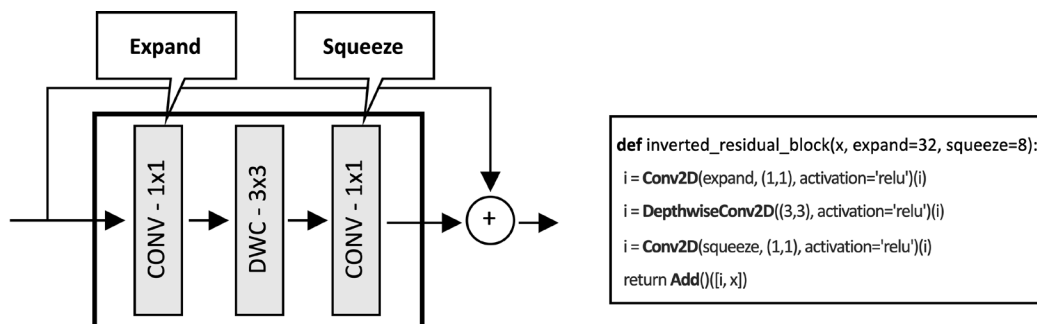 Expand
Squeeze
CONV - 1x1
DWC - 3x3
CONV - 1x1
+
def inverted_residual_block(x, expand=32, squeeze=8):
i = Conv2D(expand, (1,1), activation='relu')(i)
i = DepthwiseConv2D((3,3), activation='relu')(i)
i = Conv2D(squeeze, (1,1), activation='relu')(i)
return Add()([i, x])